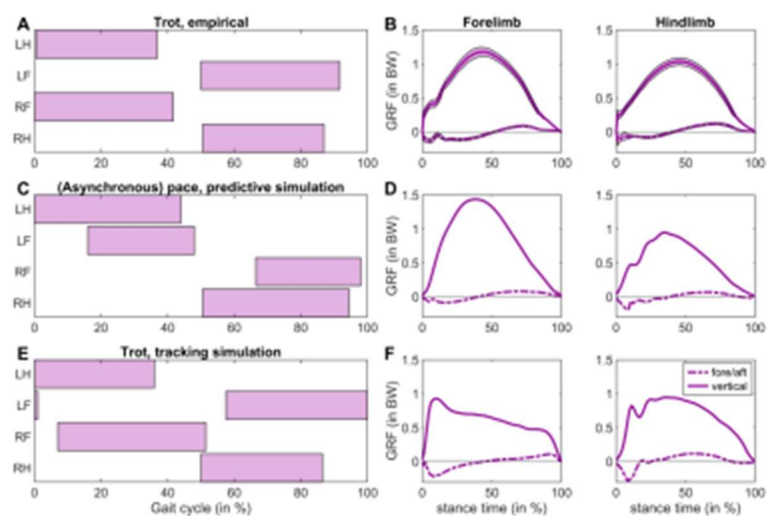 A Trot, empirical
LH
LF
RF
RH
0 20 40 60 80 100
B Forelimb Hindlimb
GRF (in BW)
1.5
1
0.5
0
0 50 100
1.5
1
0.5
0
0 50 100
C (Asynchronous) pace, predictive simulation
LH
LF
RF
RH
0 20 40 60 80 100
D
GRF (in BW)
1.5
1
0.5
0
0 50 100
1.5
1
0.5
0
0 50 100
E Trot, tracking simulation
LH
LF
RF
RH
0 20 40 60 80 100
Gait cycle (in %)
F
GRF (in BW)
1.5
1
0.5
0
0 50 100
stance time (in %)
1.5
1
0.5
0
fore/aft
vertical
0 50 100
stance time (in %)